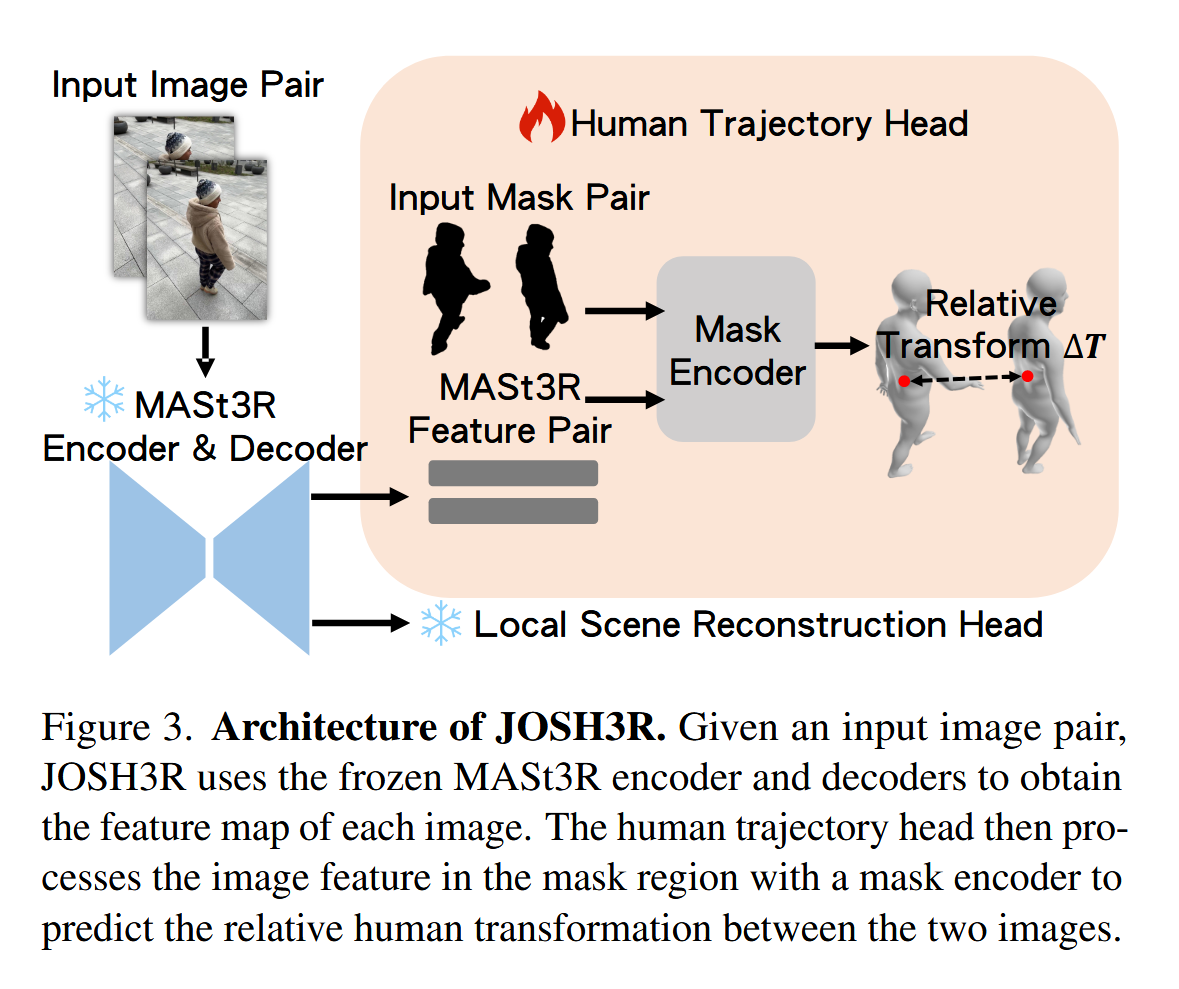 Input Image Pair
Human Trajectory Head
Input Mask Pair
Mask
Encoder
Relative
Transform ΔT
MASt3R
Feature Pair
MASt3R
Encoder & Decoder
Local Scene Reconstruction Head
Figure 3. Architecture of JOSH3R. Given an input image pair,
JOSH3R uses the frozen MASt3R encoder and decoders to obtain
the feature map of each image. The human trajectory head then pro-
cesses the image feature in the mask region with a mask encoder to
predict the relative human transformation between the two images.